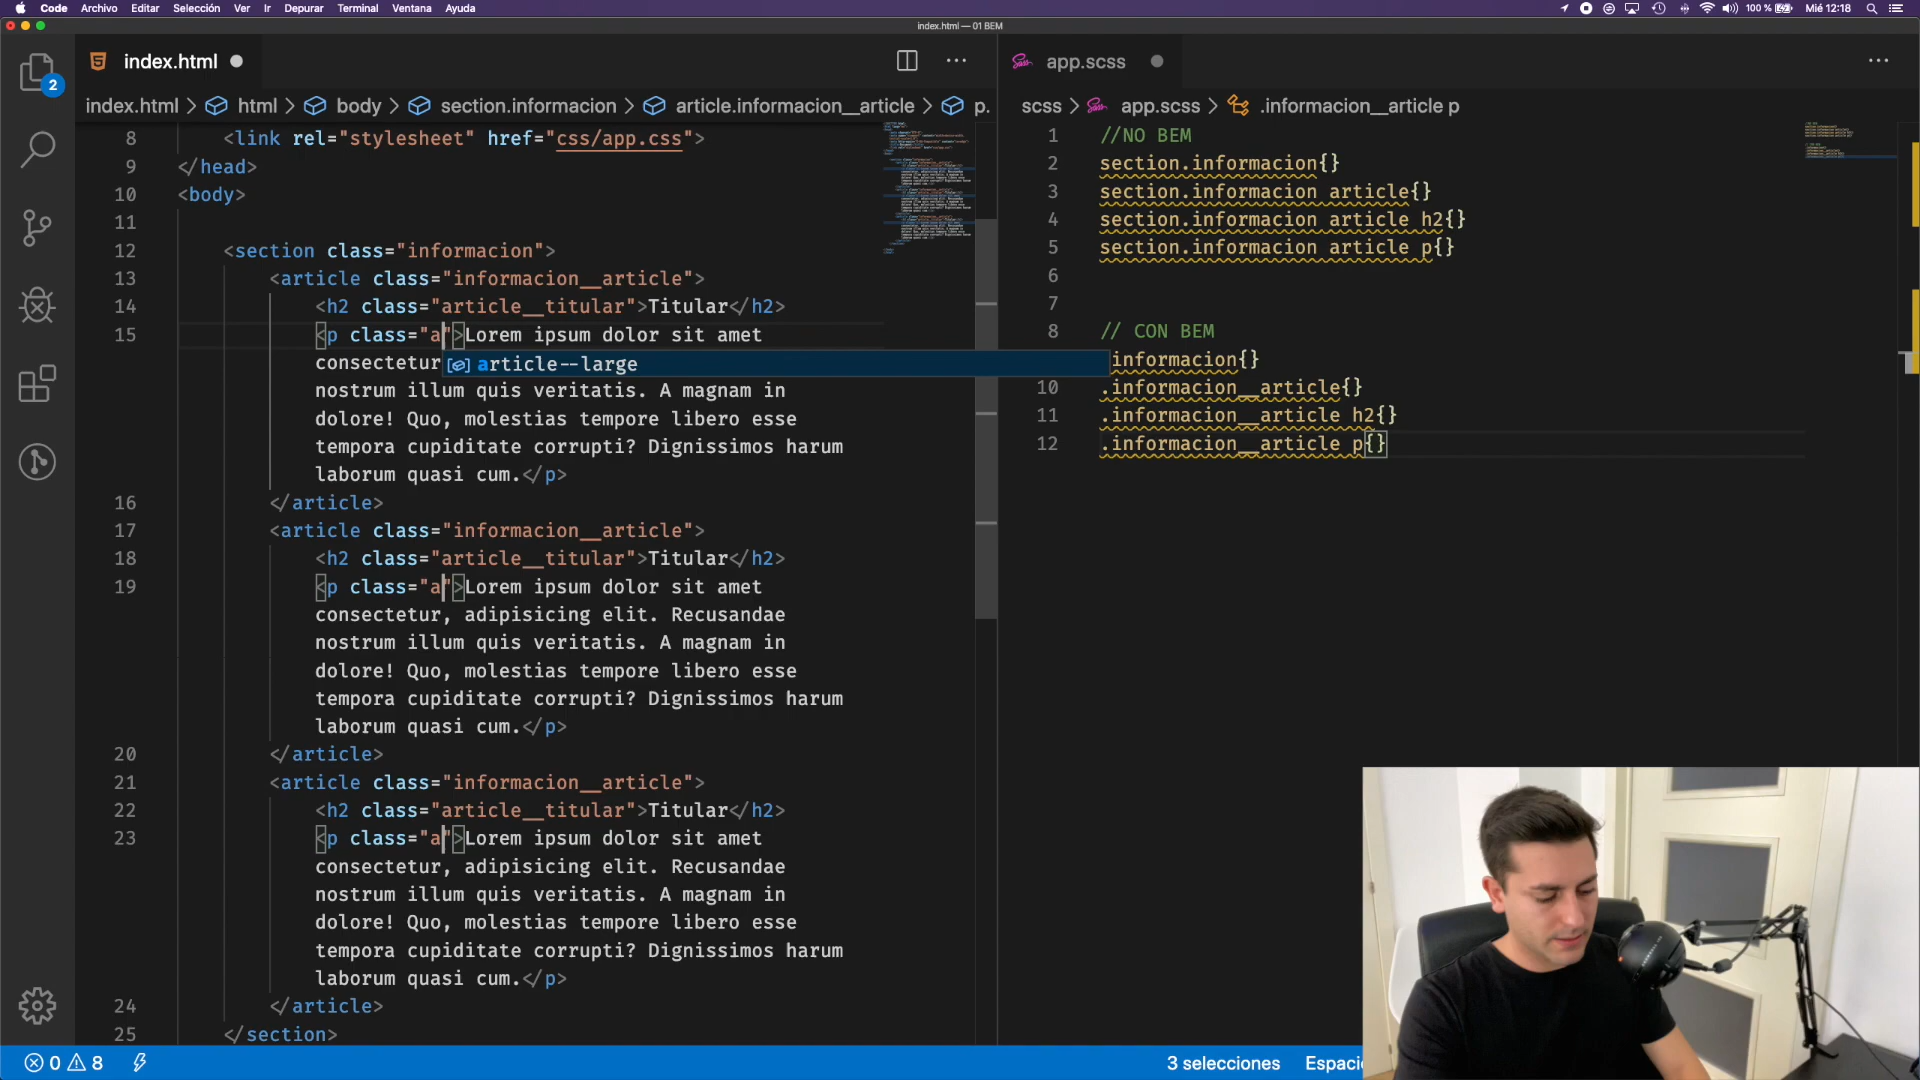 Code Archivo Editar Selección Ver Ir Depurar Terminal Ventana Ayuda
100 % Mié 12:18
index.html — 01 BEM
index.html
index.html > html > body > section.informacion > article.informacion__article > p.
8 <link rel="stylesheet" href="css/app.css">
9 </head>
10 <body>
11
12 <section class="informacion">
13 <article class="informacion__article">
14 <h2 class="article__titular">Titular</h2>
15 <p class="a">Lorem ipsum dolor sit amet
consectetur
article--large
nostrum illum quis veritatis. A magnam in
dolore! Quo, molestias tempore libero esse
tempora cupiditate corrupti? Dignissimos harum
laborum quasi cum.</p>
16 </article>
17 <article class="informacion__article">
18 <h2 class="article__titular">Titular</h2>
19 <p class="a">Lorem ipsum dolor sit amet
consectetur, adipisicing elit. Recusandae
nostrum illum quis veritatis. A magnam in
dolore! Quo, molestias tempore libero esse
tempora cupiditate corrupti? Dignissimos harum
laborum quasi cum.</p>
20 </article>
21 <article class="informacion__article">
22 <h2 class="article__titular">Titular</h2>
23 <p class="a">Lorem ipsum dolor sit amet
consectetur, adipisicing elit. Recusandae
nostrum illum quis veritatis. A magnam in
dolore! Quo, molestias tempore libero esse
tempora cupiditate corrupti? Dignissimos harum
laborum quasi cum.</p>
24 </article>
25 </section>
app.scss
scss > app.scss > .informacion__article p
1 //NO BEM
2 section.informacion{}
3 section.informacion article{}
4 section.informacion article h2{}
5 section.informacion article p{}
6
7
8 // CON BEM
informacion{}
10 .informacion__article{}
11 .informacion__article h2{}
12 .informacion__article p{}
2
0 8
3 selecciones Espaci